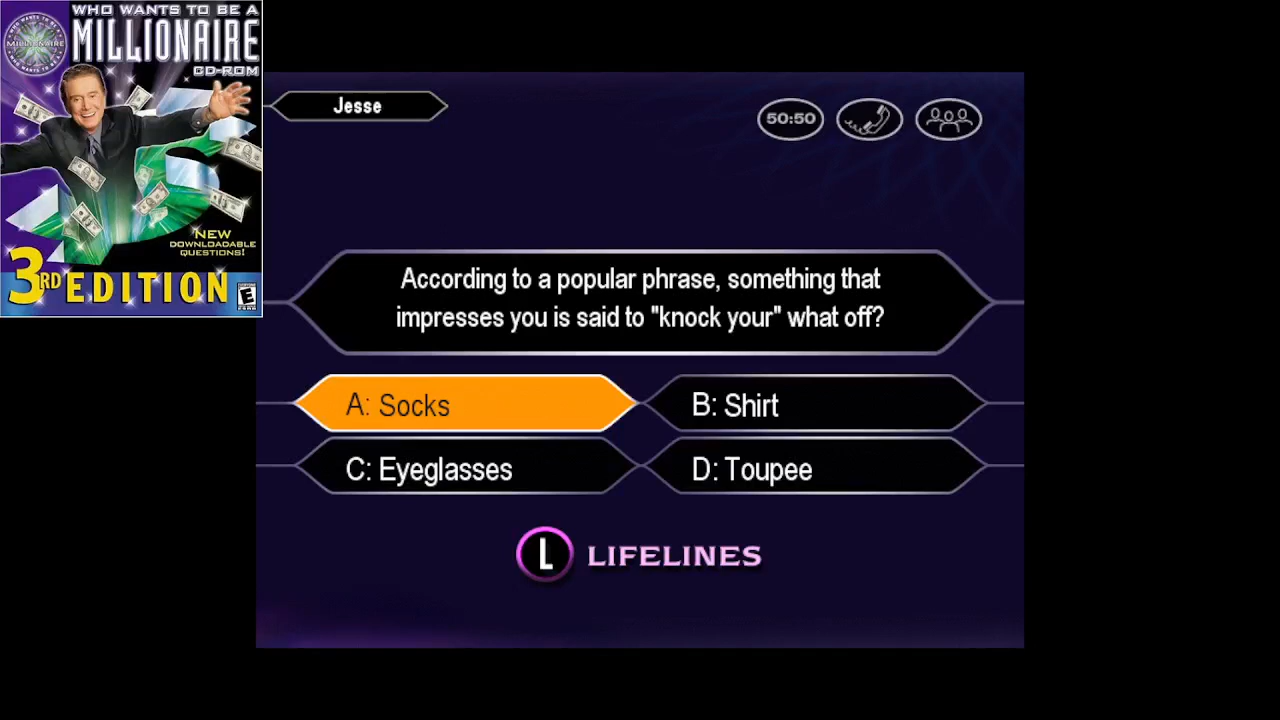 WHO WANTS TO BE A
MILLIONAIRE
CD-ROM
NEW
DOWNLOADABLE
QUESTIONS!
3RD EDITION
E
Jesse
50:50
According to a popular phrase, something that
impresses you is said to "knock your" what off?
A: Socks
B: Shirt
C: Eyeglasses
D: Toupee
L LIFELINES